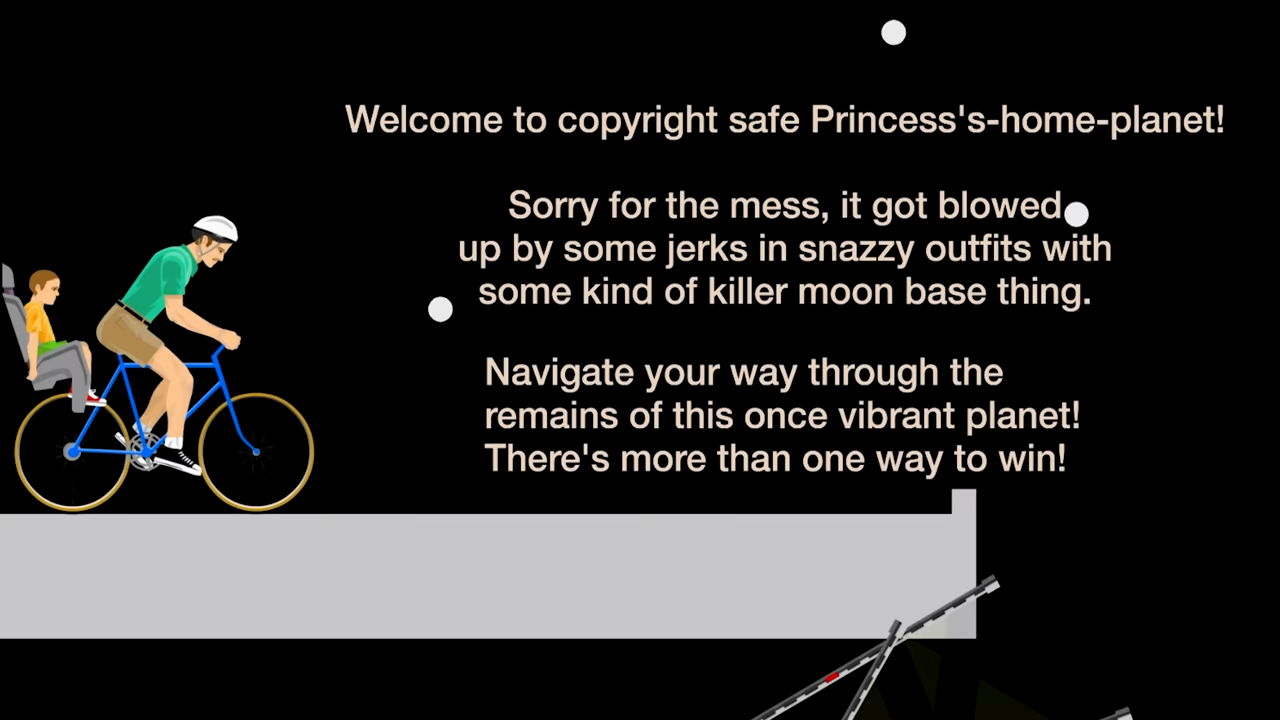 Welcome to copyright safe Princess's-home-planet!
Sorry for the mess, it got blowed
up by some jerks in snazzy outfits with
some kind of killer moon base thing.
Navigate your way through the
remains of this once vibrant planet!
There's more than one way to win!